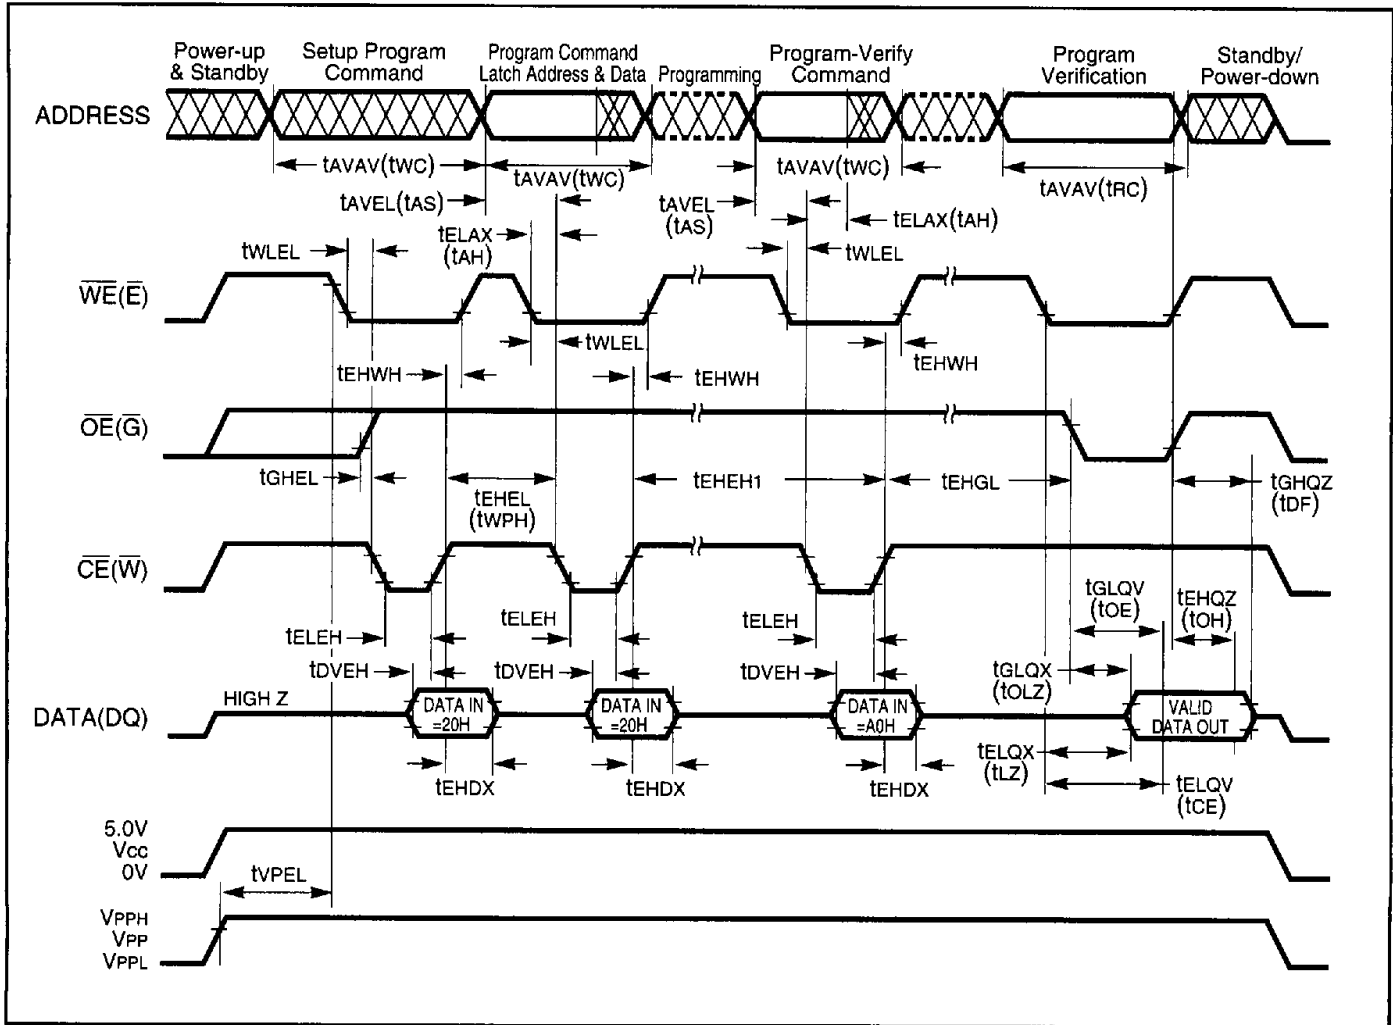 Power-up
& Standby
Setup Program
Command
Program Command
Latch Address & Data
Programming
Program-Verify
Command
Program
Verification
Standby/
Power-down
ADDRESS
tAVAV(tWC)
tAVAV(tWC)
tAVAV(tWC)
tAVAV(tRC)
tAVEL(tAS)
tAVEL
(tAS)
tELAX
(tAH)
tELAX(tAH)
tWLEL
tWLEL
WE(E)
tWLEL
tEHWH
tEHWH
tEHWH
OE(G)
tGHEL
tEHEL
(tWPH)
tEHEH1
tEHGL
tGHQZ
(tDF)
CE(W)
tELEH
tELEH
tELEH
tGLQV
(tOE)
tEHQZ
(tOH)
tDVEH
tDVEH
tDVEH
tGLQX
(tOLZ)
DATA(DQ)
HIGH Z
DATA IN
=20H
DATA IN
=20H
DATA IN
=A0H
VALID
DATA OUT
tEHDX
tEHDX
tEHDX
tELQX
(tLZ)
tELQV
(tCE)
5.0V
Vcc
0V
tVPEL
VPPH
VPP
VPPL